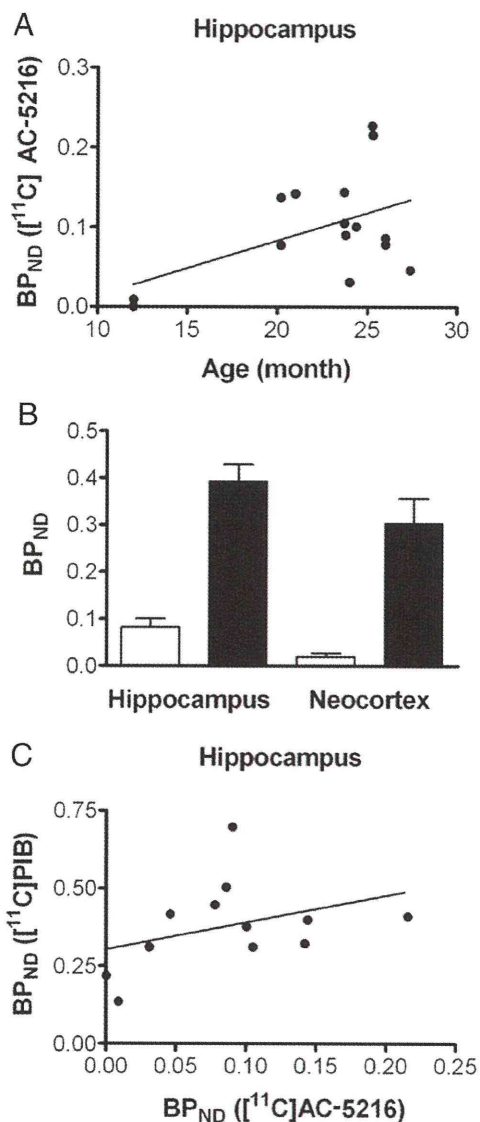 A
Hippocampus
BP_ND ([¹¹C] AC-5216)
0.3
0.2
0.1
0.0
10 15 20 25 30
Age (month)
B
BP_ND
0.5
0.4
0.3
0.2
0.1
0.0
Hippocampus Neocortex
C
Hippocampus
BP_ND ([¹¹C]PIB)
0.75
0.50
0.25
0.00
0.00 0.05 0.10 0.15 0.20 0.25
BP_ND ([¹¹C]AC-5216)